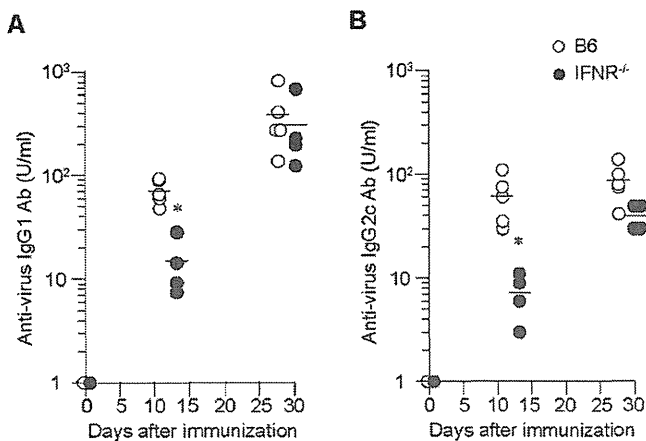 A
Anti-virus IgG1 Ab (U/ml)
10³
10²
10
1
*
0 5 10 15 20 25 30
Days after immunization
B
B6
IFNR⁻/⁻
Anti-virus IgG2c Ab (U/ml)
10³
10²
10
1
*
0 5 10 15 20 25 30
Days after immunization